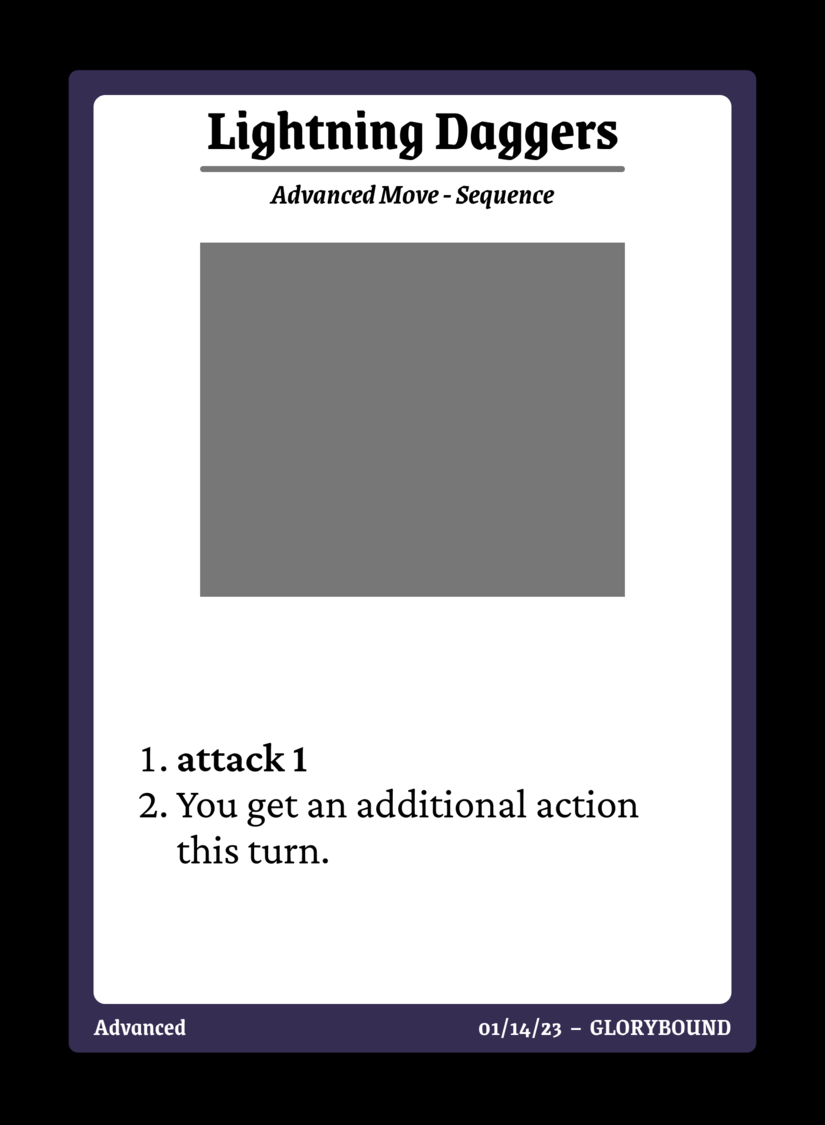 Lightning Daggers
Advanced Move - Sequence
1. attack 1
2. You get an additional action
this turn.
Advanced
01/14/23 – GLORYBOUND